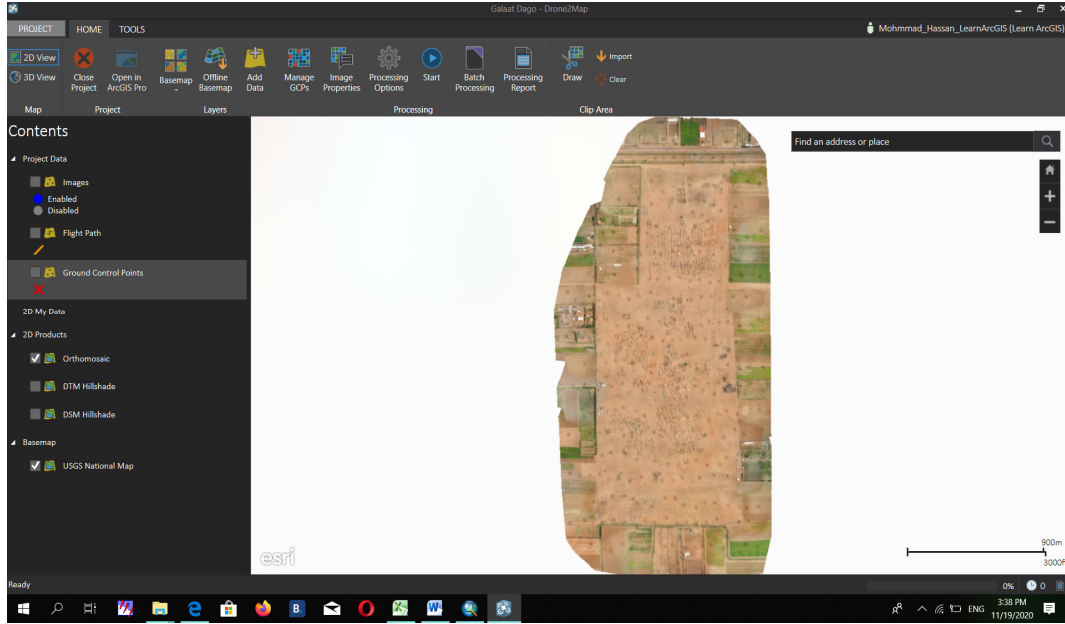 Galaat Dago - Drone2Map
PROJECT HOME TOOLS
Mohmmad_Hassan_LearnArcGIS (Learn ArcGIS)
2D View
3D View
Map
Close Project
Open in ArcGIS Pro
Project
Basemap
Offline Basemap
Add Data
Layers
Manage GCPs
Image Properties
Processing Options
Start
Batch Processing
Processing Report
Processing
Draw
Import
Clear
Clip Area
Contents
Project Data
Images
Enabled
Disabled
Flight Path
Ground Control Points
2D My Data
2D Products
Orthomosaic
DTM Hillshade
DSM Hillshade
Basemap
USGS National Map
Find an address or place
esri
900m
3000ft
Ready
0% 0
B.
W
ENG
3:38 PM
11/19/2020